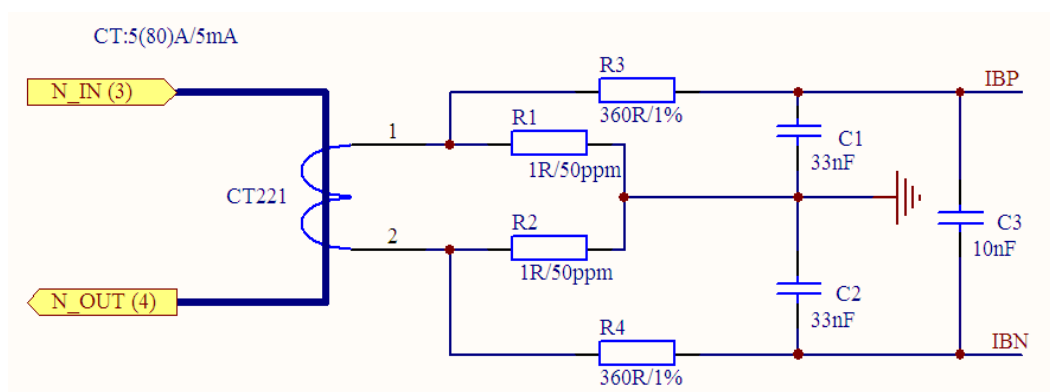 CT:5(80)A/5mA
N_IN (3)
R3
IBP
360R/1%
1
R1
C1
1R/50ppm
33nF
CT221
C3
2
R2
10nF
1R/50ppm
C2
N_OUT (4)
33nF
R4
IBN
360R/1%